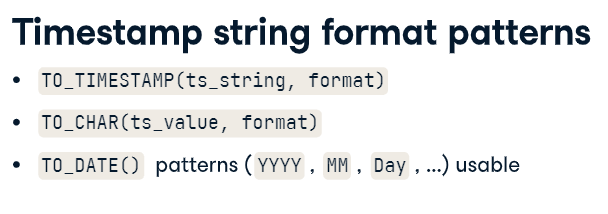 Timestamp string format patterns
• TO_TIMESTAMP(ts_string, format)
• TO_CHAR(ts_value, format)
• TO_DATE() patterns ( YYYY , MM , Day , ...) usable